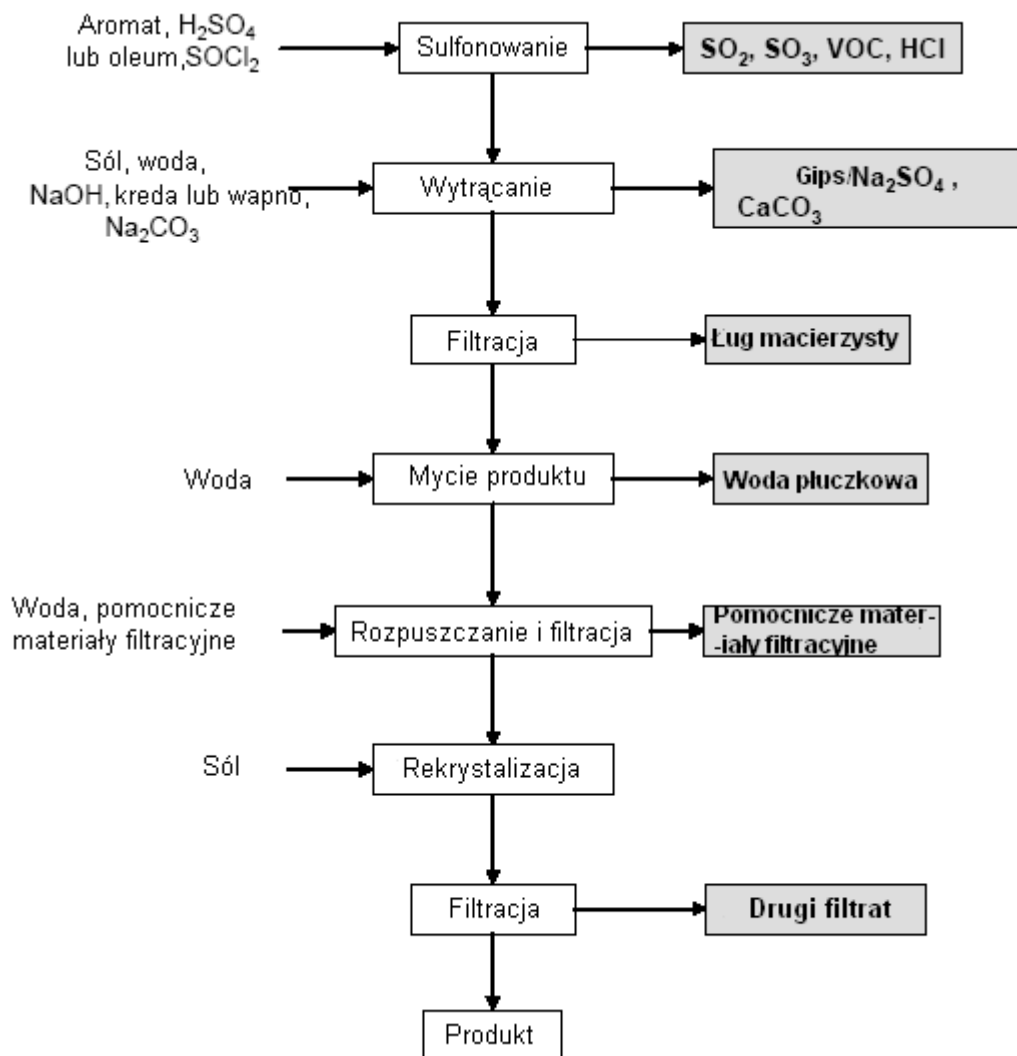 Aromat, H₂SO₄
lub oleum,SOCl₂
Sulfonowanie
SO₂, SO₃, VOC, HCl
Sól, woda,
NaOH, kreda lub wapno,
Na₂CO₃
Wytrącanie
Gips/Na₂SO₄ ,
CaCO₃
Filtracja
Ług macierzysty
Woda
Mycie produktu
Woda płuczkowa
Woda, pomocnicze
materiały filtracyjne
Rozpuszczanie i filtracja
Pomocnicze mater-
-iały filtracyjne
Sól
Rekrystalizacja
Filtracja
Drugi filtrat
Produkt